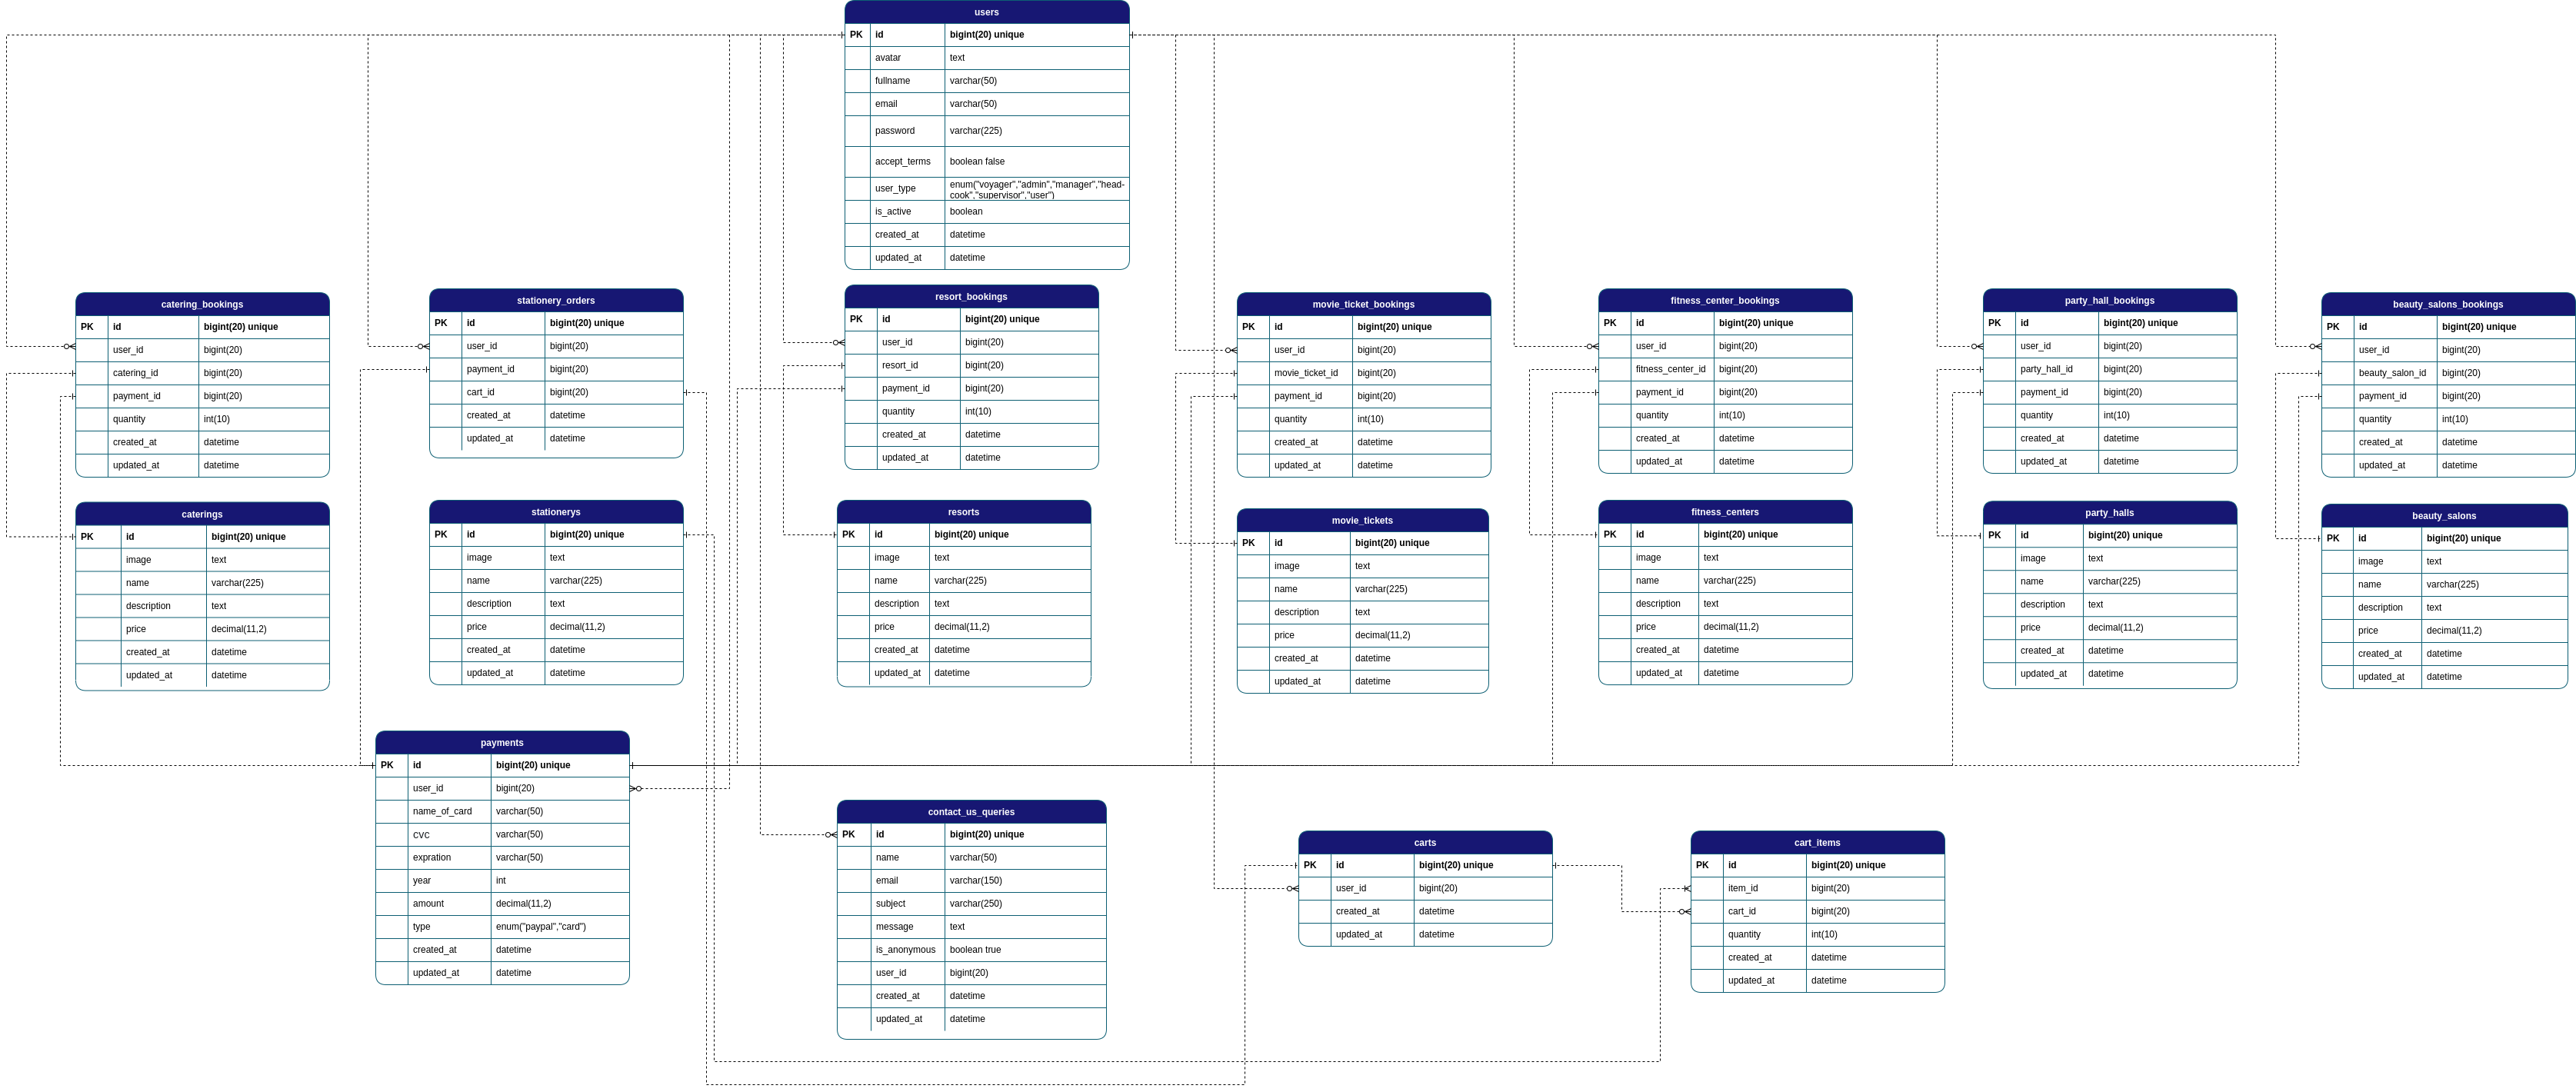 users
PK id bigint(20) unique
avatar text
fullname varchar(50)
email varchar(50)
password varchar(225)
accept_terms boolean false
user_type enum("voyager","admin","manager","head-
cook","supervisor","user")
is_active boolean
created_at datetime
updated_at datetime
catering_bookings
PK id bigint(20) unique
user_id bigint(20)
catering_id bigint(20)
payment_id bigint(20)
quantity int(10)
created_at datetime
updated_at datetime
stationery_orders
PK id bigint(20) unique
user_id bigint(20)
payment_id bigint(20)
cart_id bigint(20)
created_at datetime
updated_at datetime
resort_bookings
PK id bigint(20) unique
user_id bigint(20)
resort_id bigint(20)
payment_id bigint(20)
quantity int(10)
created_at datetime
updated_at datetime
movie_ticket_bookings
PK id bigint(20) unique
user_id bigint(20)
movie_ticket_id bigint(20)
payment_id bigint(20)
quantity int(10)
created_at datetime
updated_at datetime
fitness_center_bookings
PK id bigint(20) unique
user_id bigint(20)
fitness_center_id bigint(20)
payment_id bigint(20)
quantity int(10)
created_at datetime
updated_at datetime
party_hall_bookings
PK id bigint(20) unique
user_id bigint(20)
party_hall_id bigint(20)
payment_id bigint(20)
quantity int(10)
created_at datetime
updated_at datetime
beauty_salons_bookings
PK id bigint(20) unique
user_id bigint(20)
beauty_salon_id bigint(20)
payment_id bigint(20)
quantity int(10)
created_at datetime
updated_at datetime
caterings
PK id bigint(20) unique
image text
name varchar(225)
description text
price decimal(11,2)
created_at datetime
updated_at datetime
stationerys
PK id bigint(20) unique
image text
name varchar(225)
description text
price decimal(11,2)
created_at datetime
updated_at datetime
resorts
PK id bigint(20) unique
image text
name varchar(225)
description text
price decimal(11,2)
created_at datetime
updated_at datetime
movie_tickets
PK id bigint(20) unique
image text
name varchar(225)
description text
price decimal(11,2)
created_at datetime
updated_at datetime
fitness_centers
PK id bigint(20) unique
image text
name varchar(225)
description text
price decimal(11,2)
created_at datetime
updated_at datetime
party_halls
PK id bigint(20) unique
image text
name varchar(225)
description text
price decimal(11,2)
created_at datetime
updated_at datetime
beauty_salons
PK id bigint(20) unique
image text
name varchar(225)
description text
price decimal(11,2)
created_at datetime
updated_at datetime
payments
PK id bigint(20) unique
user_id bigint(20)
name_of_card varchar(50)
cvc varchar(50)
expration varchar(50)
year int
amount decimal(11,2)
type enum("paypal","card")
created_at datetime
updated_at datetime
contact_us_queries
PK id bigint(20) unique
name varchar(50)
email varchar(150)
subject varchar(250)
message text
is_anonymous boolean true
user_id bigint(20)
created_at datetime
updated_at datetime
carts
PK id bigint(20) unique
user_id bigint(20)
created_at datetime
updated_at datetime
cart_items
PK id bigint(20) unique
item_id bigint(20)
cart_id bigint(20)
quantity int(10)
created_at datetime
updated_at datetime